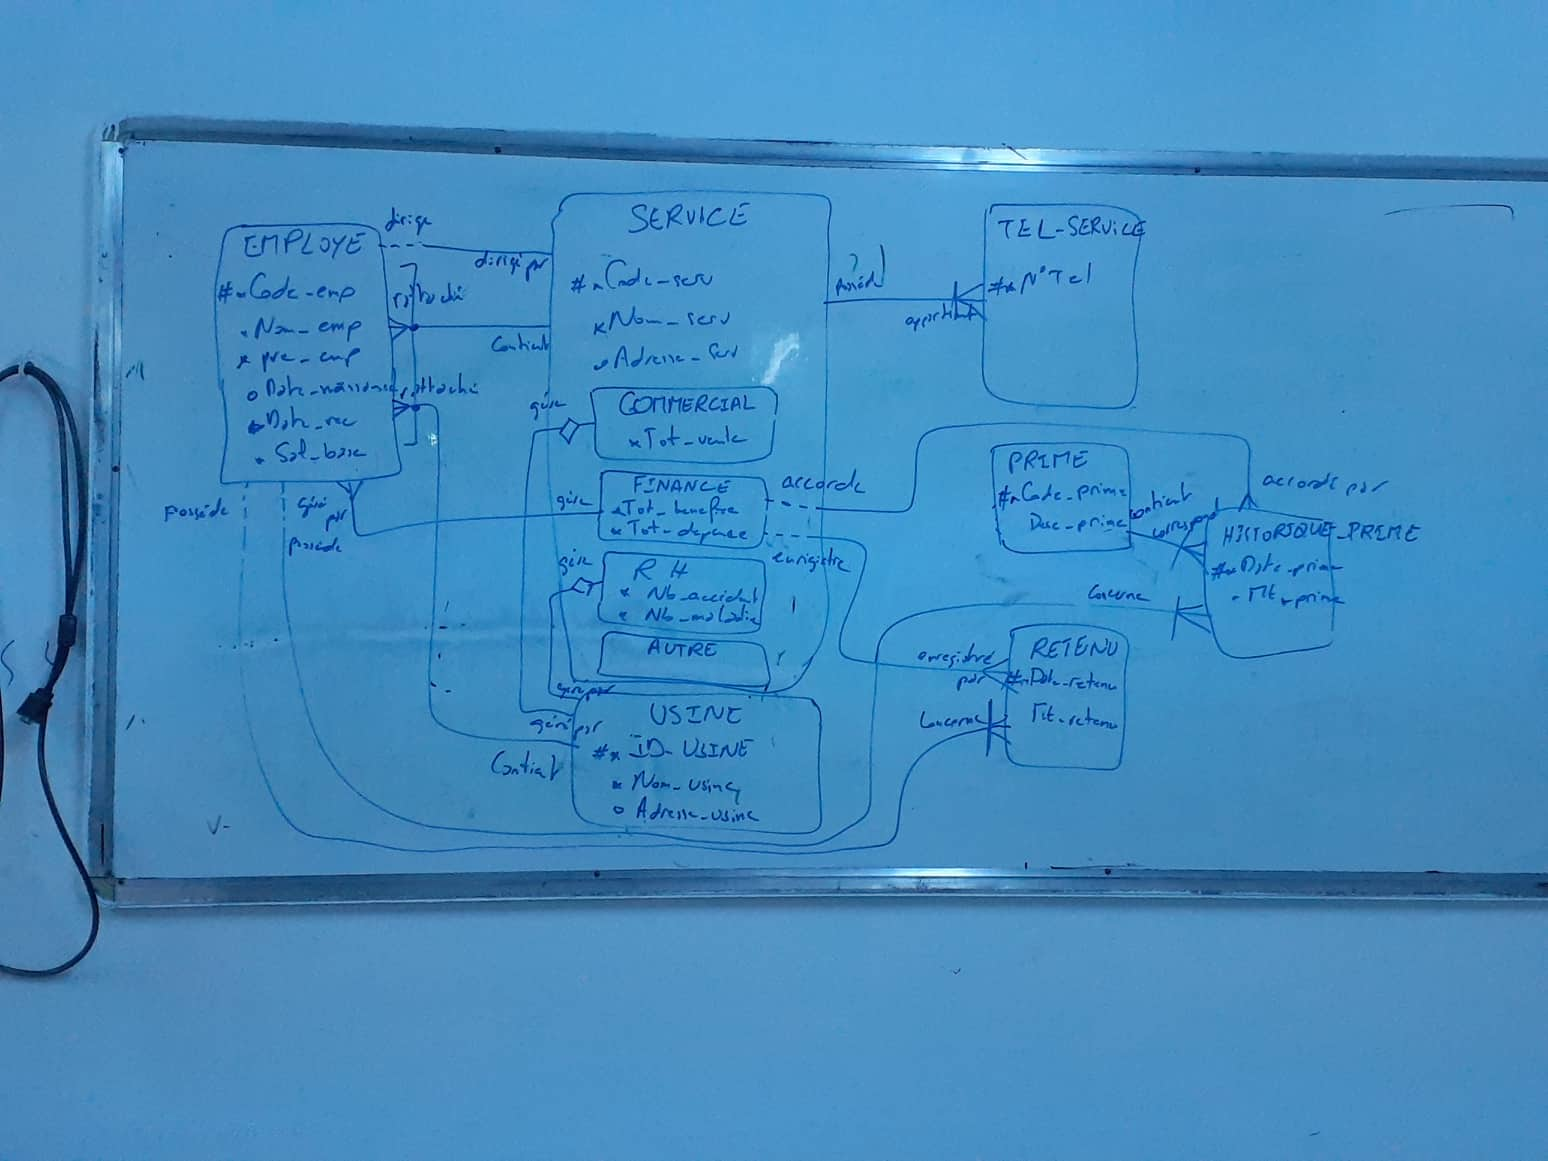 EMPLOYE
#*Code_emp
*Nom_emp
*pre_emp
o Date_naissance
*Date_rec
*Sal_base
dirige
dirigé par
rattaché
Contient
rattaché
SERVICE
#*Code_serv
*Nom_serv
o Adresse_serv
COMMERCIAL
*Tot_vente
gère
FINANCE
*Tot_benefice
*Tot_depence
gère
accorde
enregistre
RH
* Nb_accident
* Nb_maladie
gère
AUTRE
géré par
géré par
Contient
USINE
#* ID_USINE
* Nom_usine
o Adresse_usine
possède
géré par
possède
TEL-SERVICE
#*N°Tel
?
possède
appartient
PRIME
#*Code_prime
Desc_prime
contient
correspond
accordé par
HISTORIQUE_PRIME
#*Date_prime
Mt_prime
Concerne
RETENU
#*Date_retenu
Mt_retenu
enregistré
par
Concerne
V-